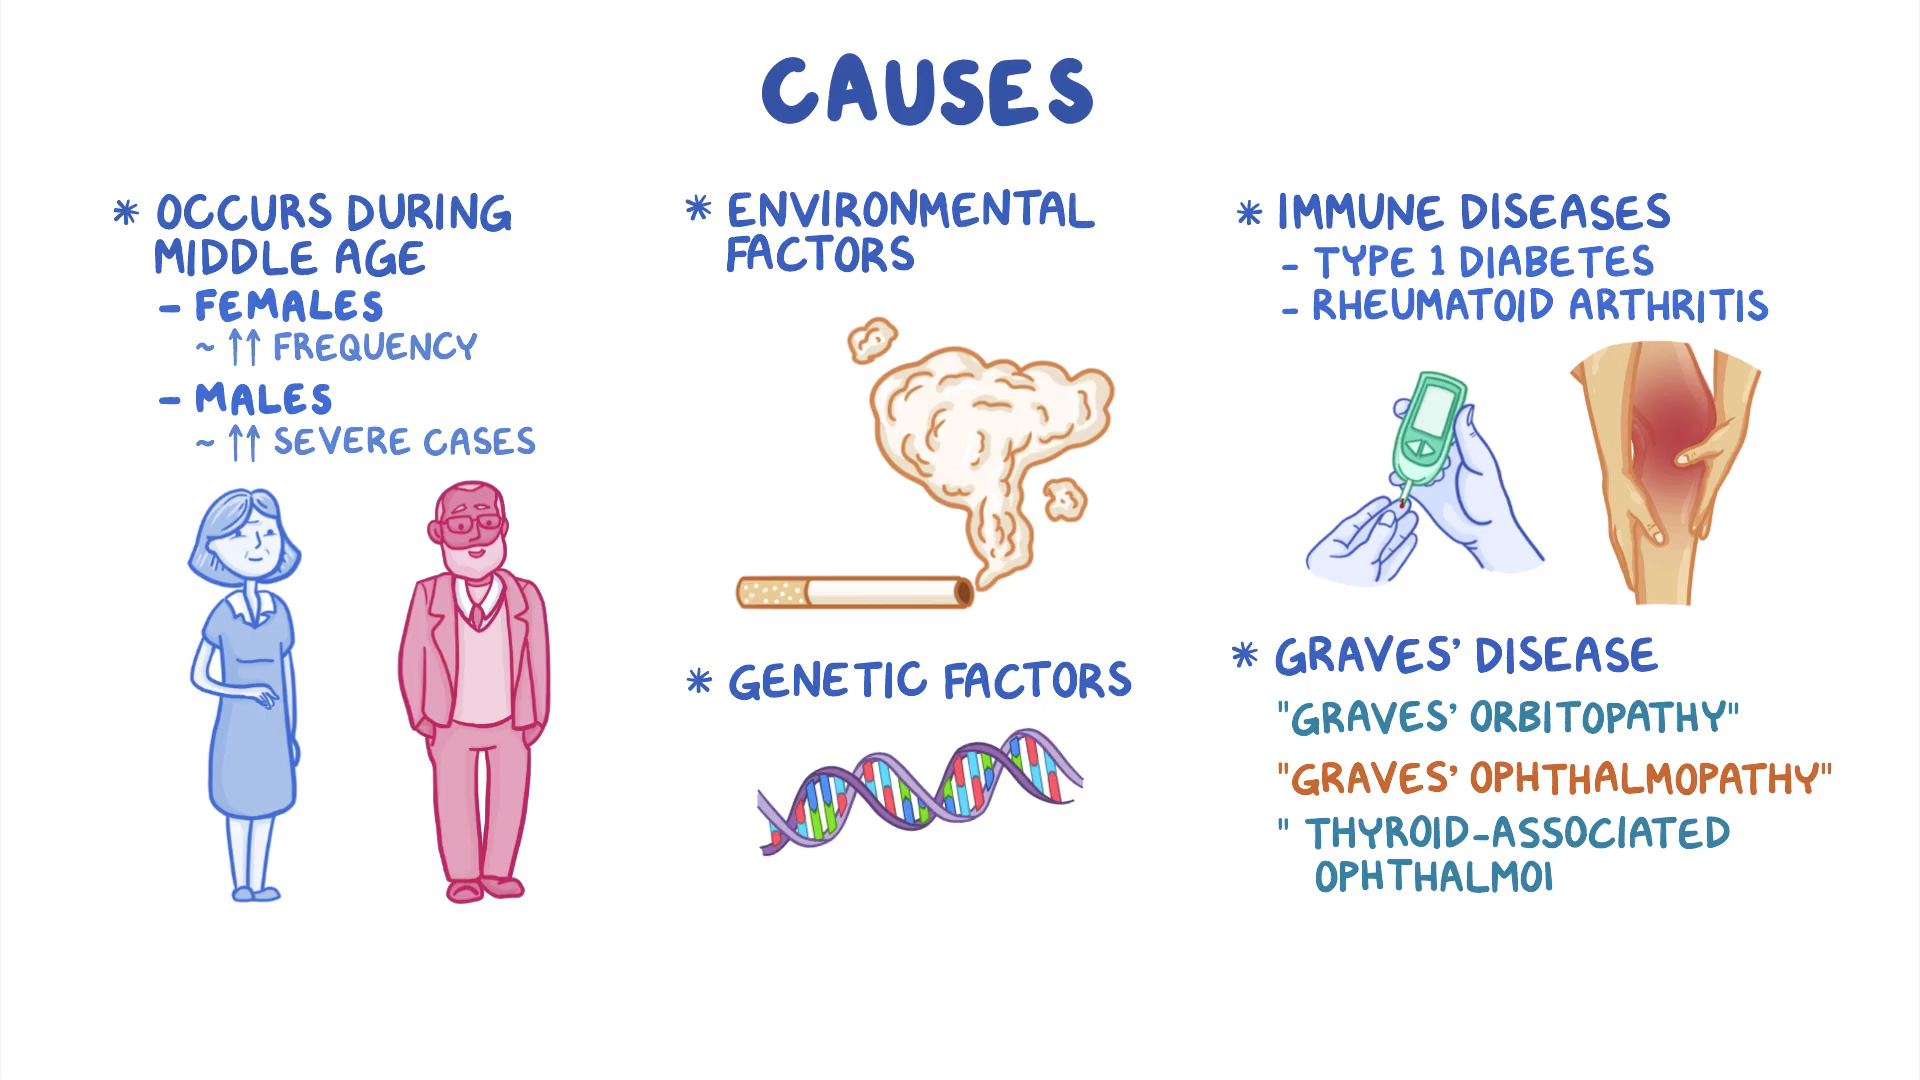 CAUSES
* OCCURS DURING
MIDDLE AGE
- FEMALES
~ ↑↑ FREQUENCY
- MALES
~ ↑↑ SEVERE CASES
* ENVIRONMENTAL
FACTORS
* GENETIC FACTORS
* IMMUNE DISEASES
- TYPE 1 DIABETES
- RHEUMATOID ARTHRITIS
* GRAVES' DISEASE
"GRAVES' ORBITOPATHY"
"GRAVES' OPHTHALMOPATHY"
" THYROID-ASSOCIATED
OPHTHALMOI